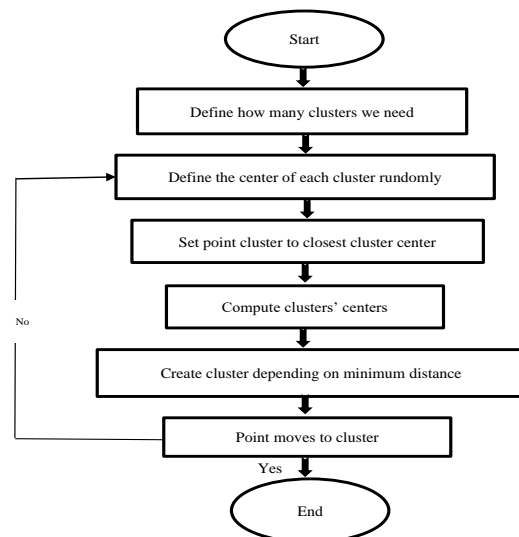 Start
Define how many clusters we need
Define the center of each cluster rundomly
Set point cluster to closest cluster center
Compute clusters' centers
No
Create cluster depending on minimum distance
Point moves to cluster
Yes
End